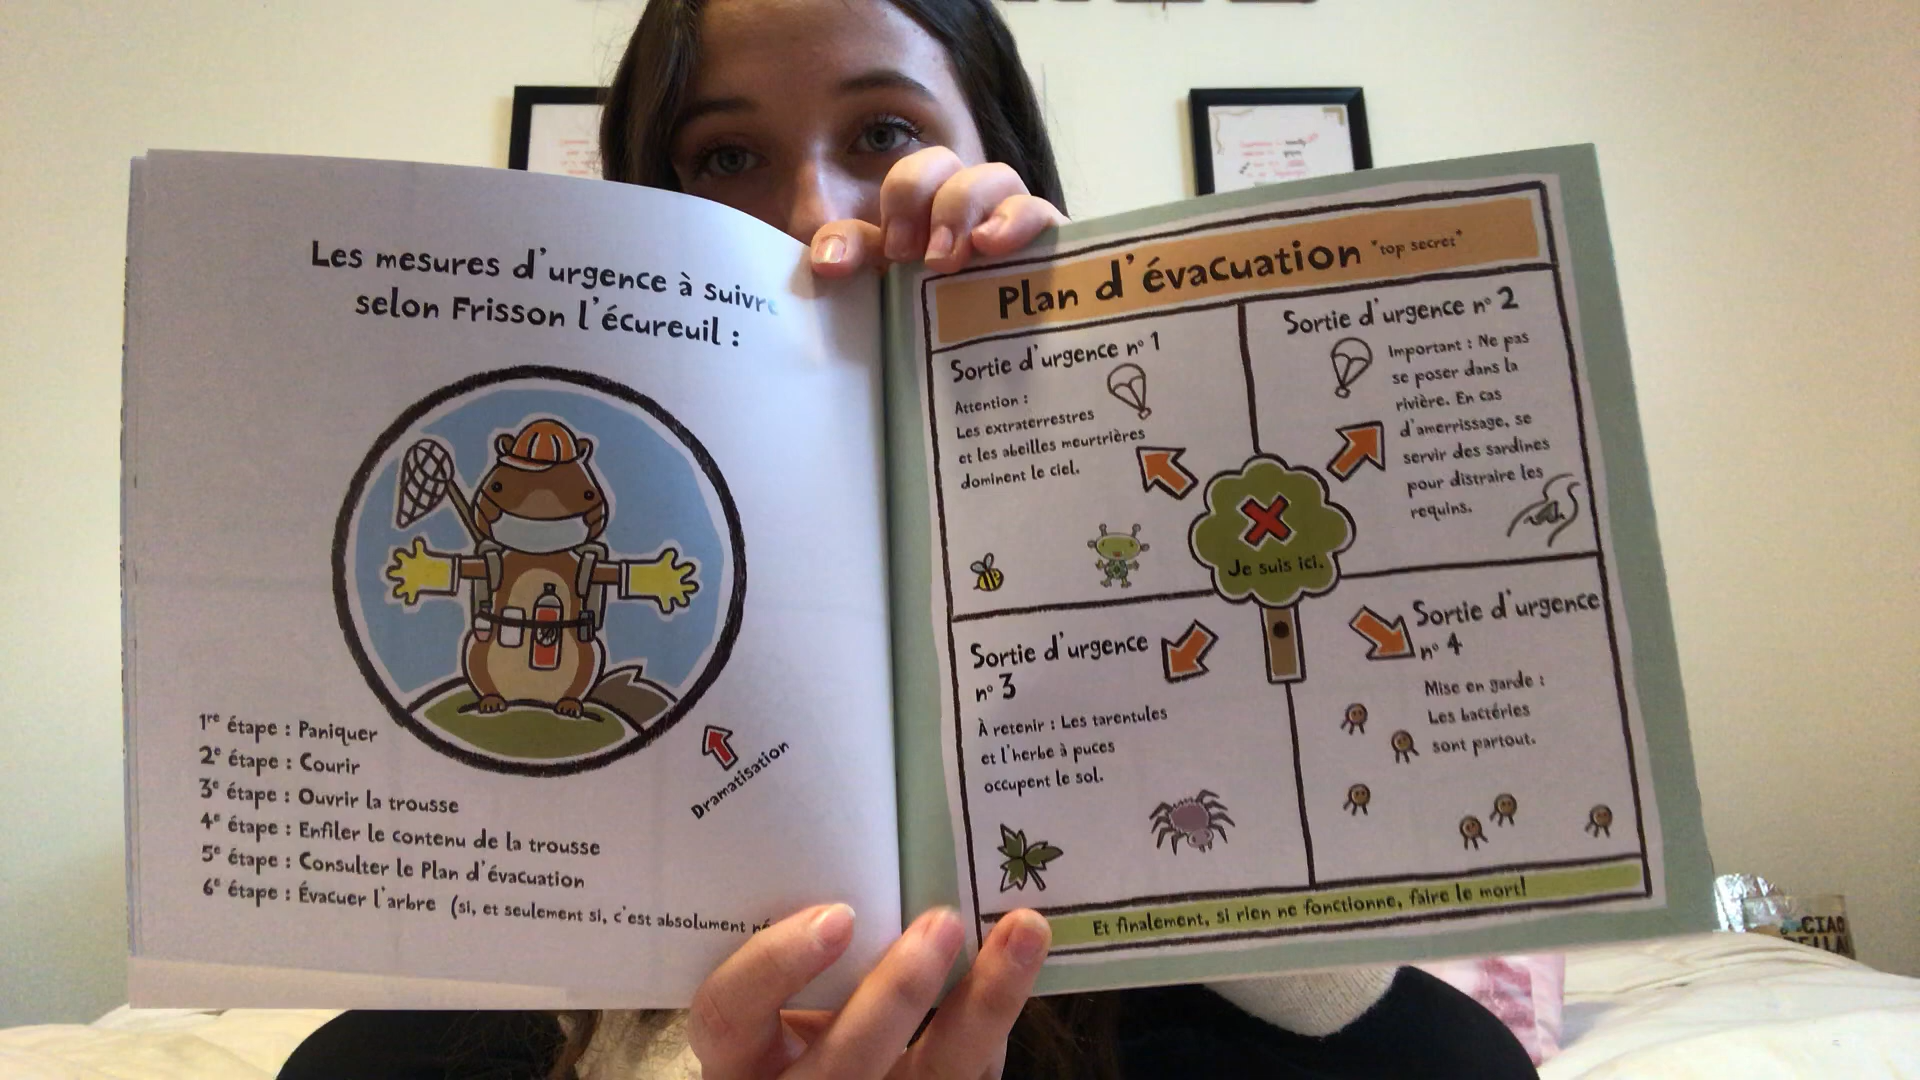 Les mesures d'urgence à suivre
selon Frisson l'écureuil :
1re étape : Paniquer
2e étape : Courir
3e étape : Ouvrir la trousse
4e étape : Enfiler le contenu de la trousse
5e étape : Consulter le Plan d'évacuation
6e étape : Évacuer l'arbre (si, et seulement si, c'est absolument
Dramatisation
Plan d'évacuation "top secret"
Sortie d'urgence n° 1
Attention :
Les extraterrestres
et les abeilles meurtrières
dominent le ciel.
Sortie d'urgence n° 2
Important : Ne pas
se poser dans la
rivière. En cas
d'amerrissage, se
servir des sardines
pour distraire les
requins.
Je suis ici.
Sortie d'urgence
n° 3
À retenir : Les tarentules
et l'herbe à puces
occupent le sol.
Sortie d'urgence
n° 4
Mise en garde :
Les bactéries
sont partout.
Et finalement, si rien ne fonctionne, faire le mort!
CIAO
BELLA